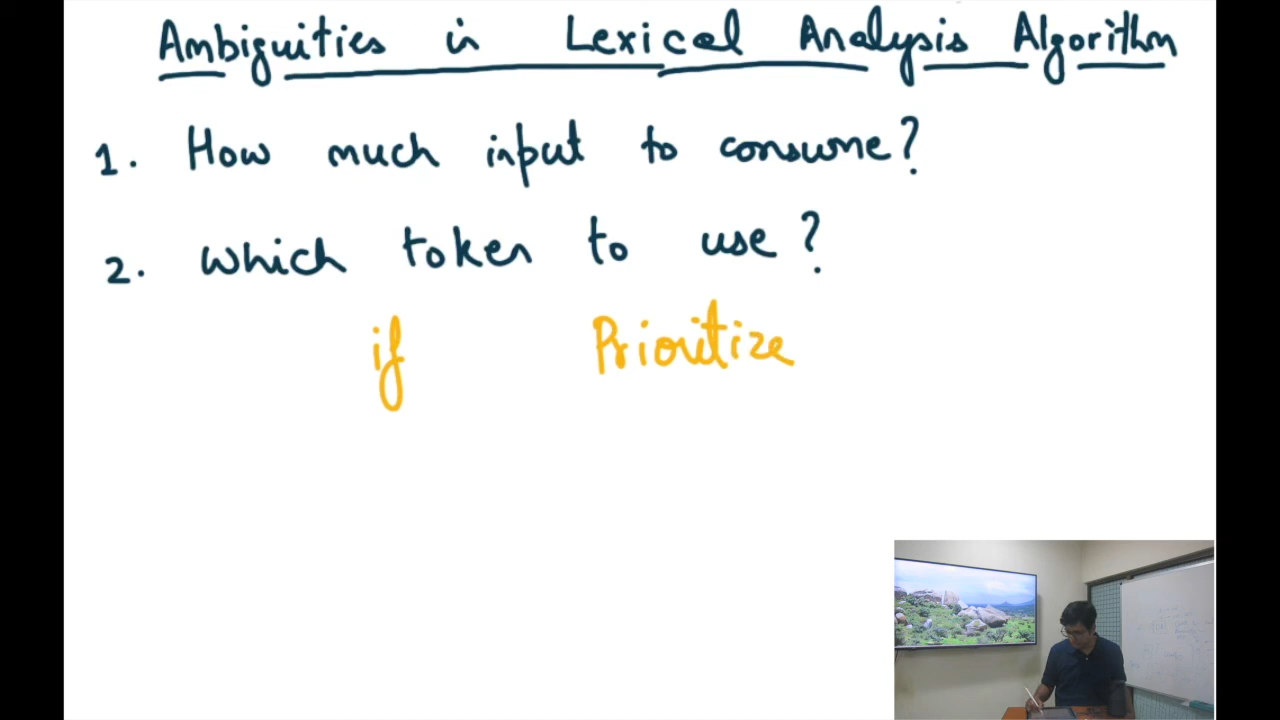 Ambiguities in Lexical Analysis Algorithm
1. How much input to consume?
2. Which token to use?
if Prioritize